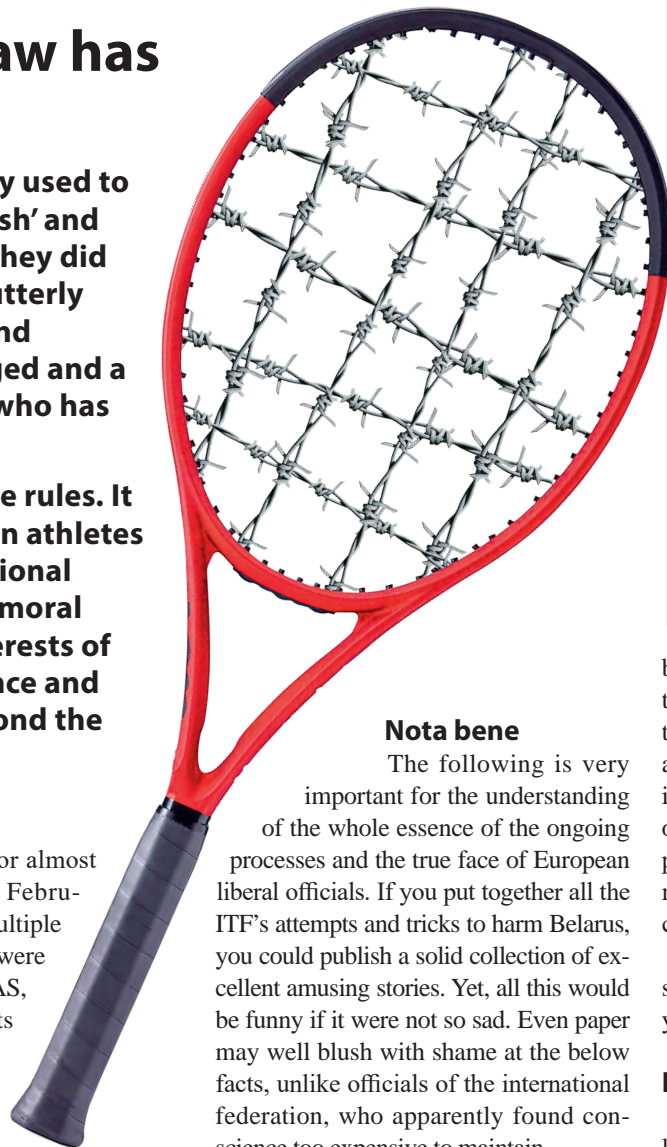 aw has
y used to
sh’ and
hey did
utterly
nd
ged and a
who has
e rules. It
n athletes
ional
moral
erests of
nce and
ond the
or almost
Febru-
ultiple
were
AS,
ts
Nota bene
The following is very
important for the understanding
of the whole essence of the ongoing
processes and the true face of European
liberal officials. If you put together all the
ITF’s attempts and tricks to harm Belarus,
you could publish a solid collection of ex-
cellent amusing stories. Yet, all this would
be funny if it were not so sad. Even paper
may well blush with shame at the below
facts, unlike officials of the international
federation, who apparently found con-
science too expensive to maintain